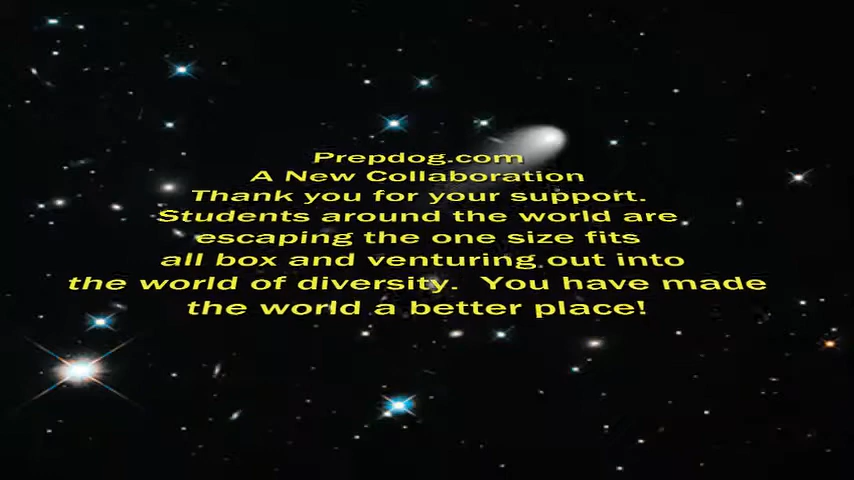 Prepdog.com
A New Collaboration
Thank you for your support.
Students around the world are
escaping the one size fits
all box and venturing out into
the world of diversity.  You have made
the world a better place!